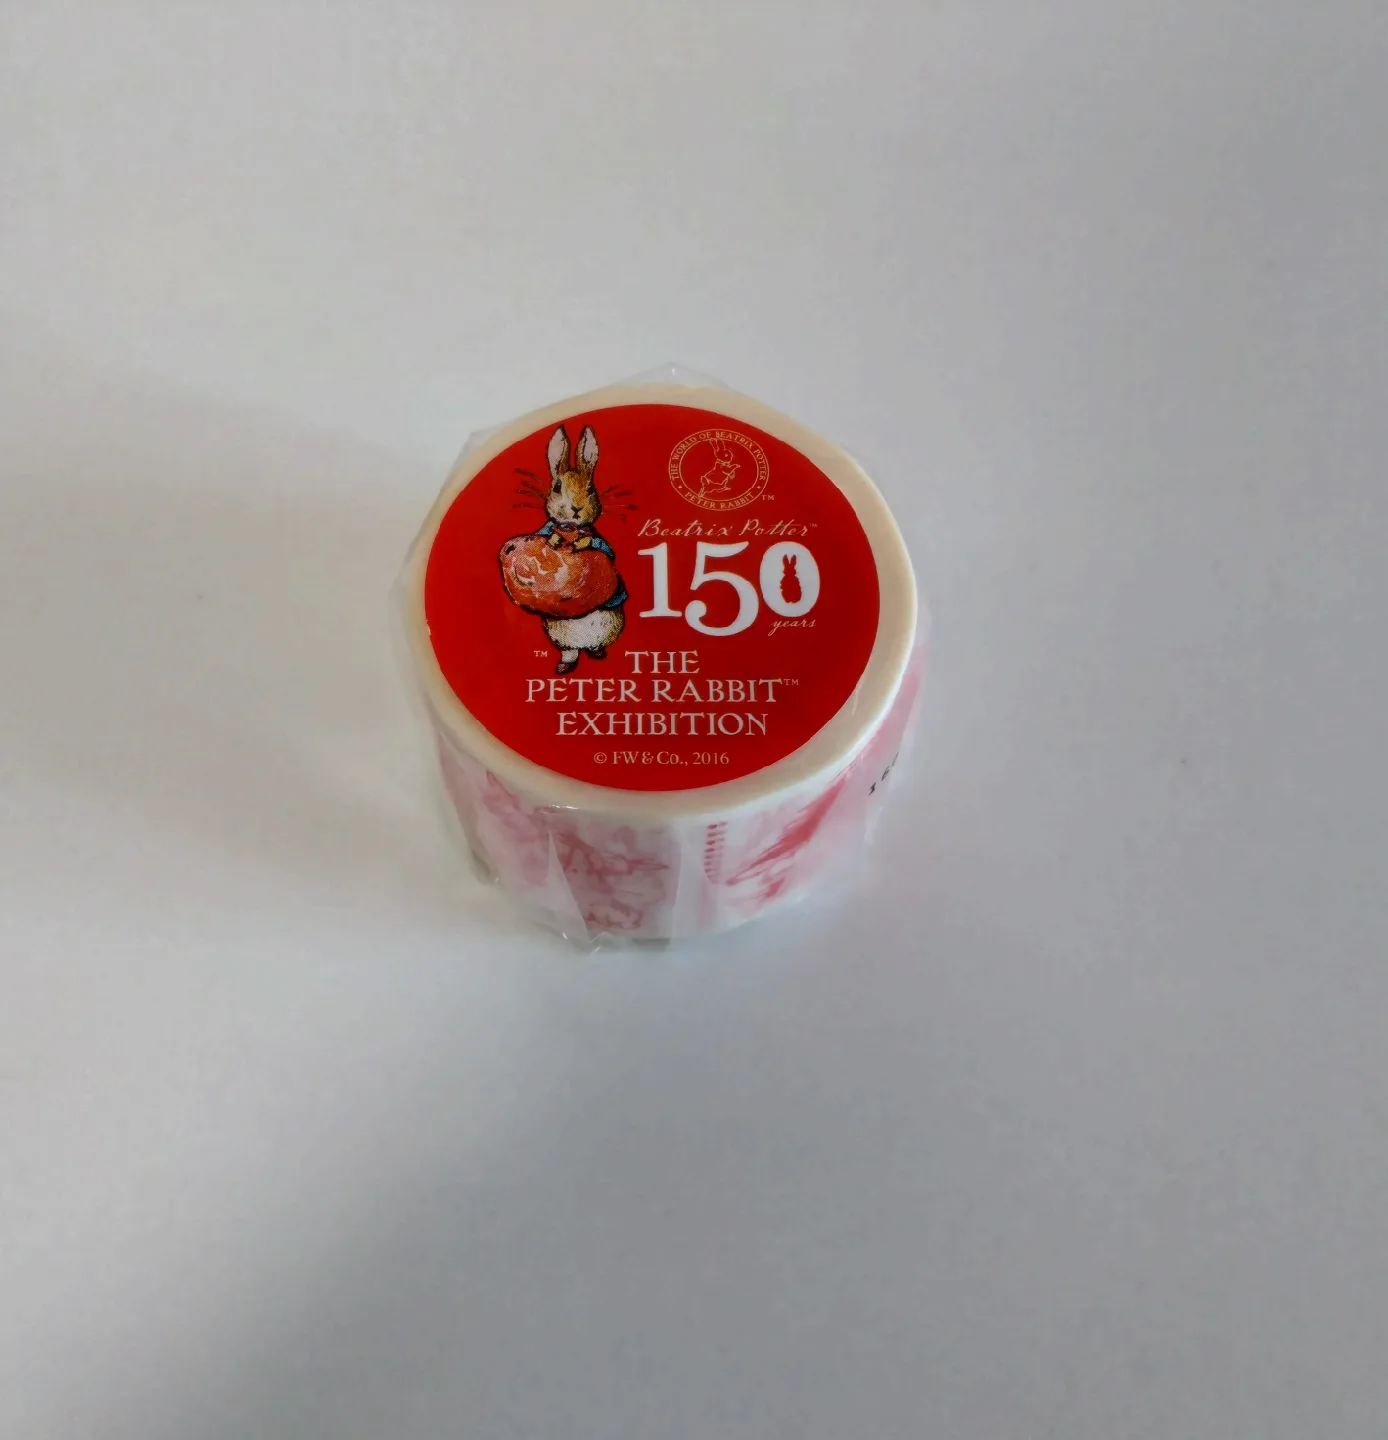 THE WORLD OF BEATRIX POTTER
PETER RABBIT
TM
Beatrix Potter™
150
years
TM
THE
PETER RABBIT™
EXHIBITION
© FW & Co., 2016